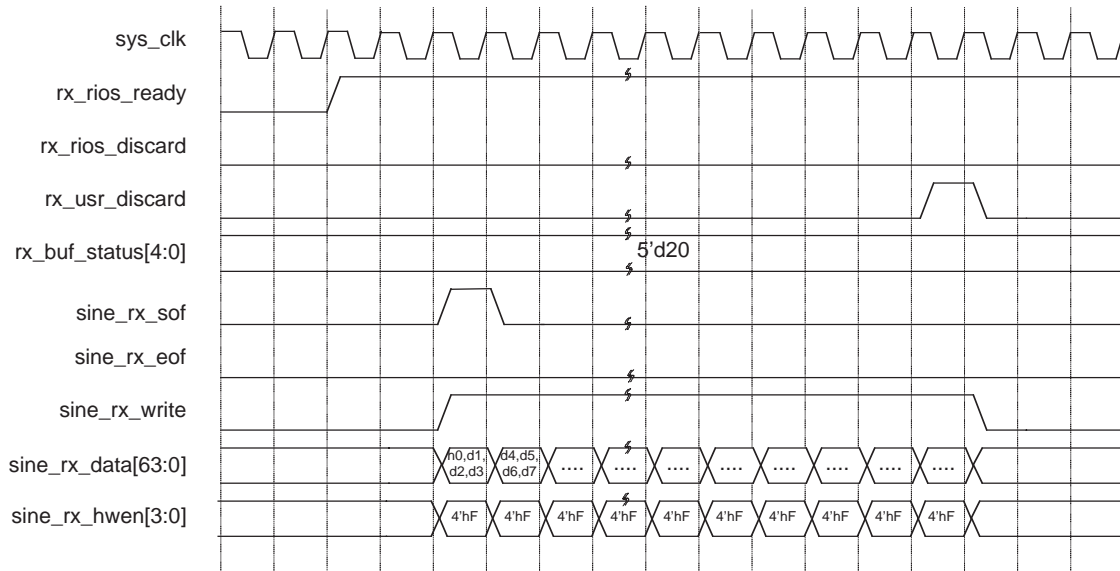 sys_clk
rx_rios_ready
rx_rios_discard
rx_usr_discard
rx_buf_status[4:0] 5'd20
sine_rx_sof
sine_rx_eof
sine_rx_write
sine_rx_data[63:0] h0,d1, d2,d3 d4,d5, d6,d7 .... .... .... .... .... .... .... ....
sine_rx_hwen[3:0] 4'hF 4'hF 4'hF 4'hF 4'hF 4'hF 4'hF 4'hF 4'hF 4'hF